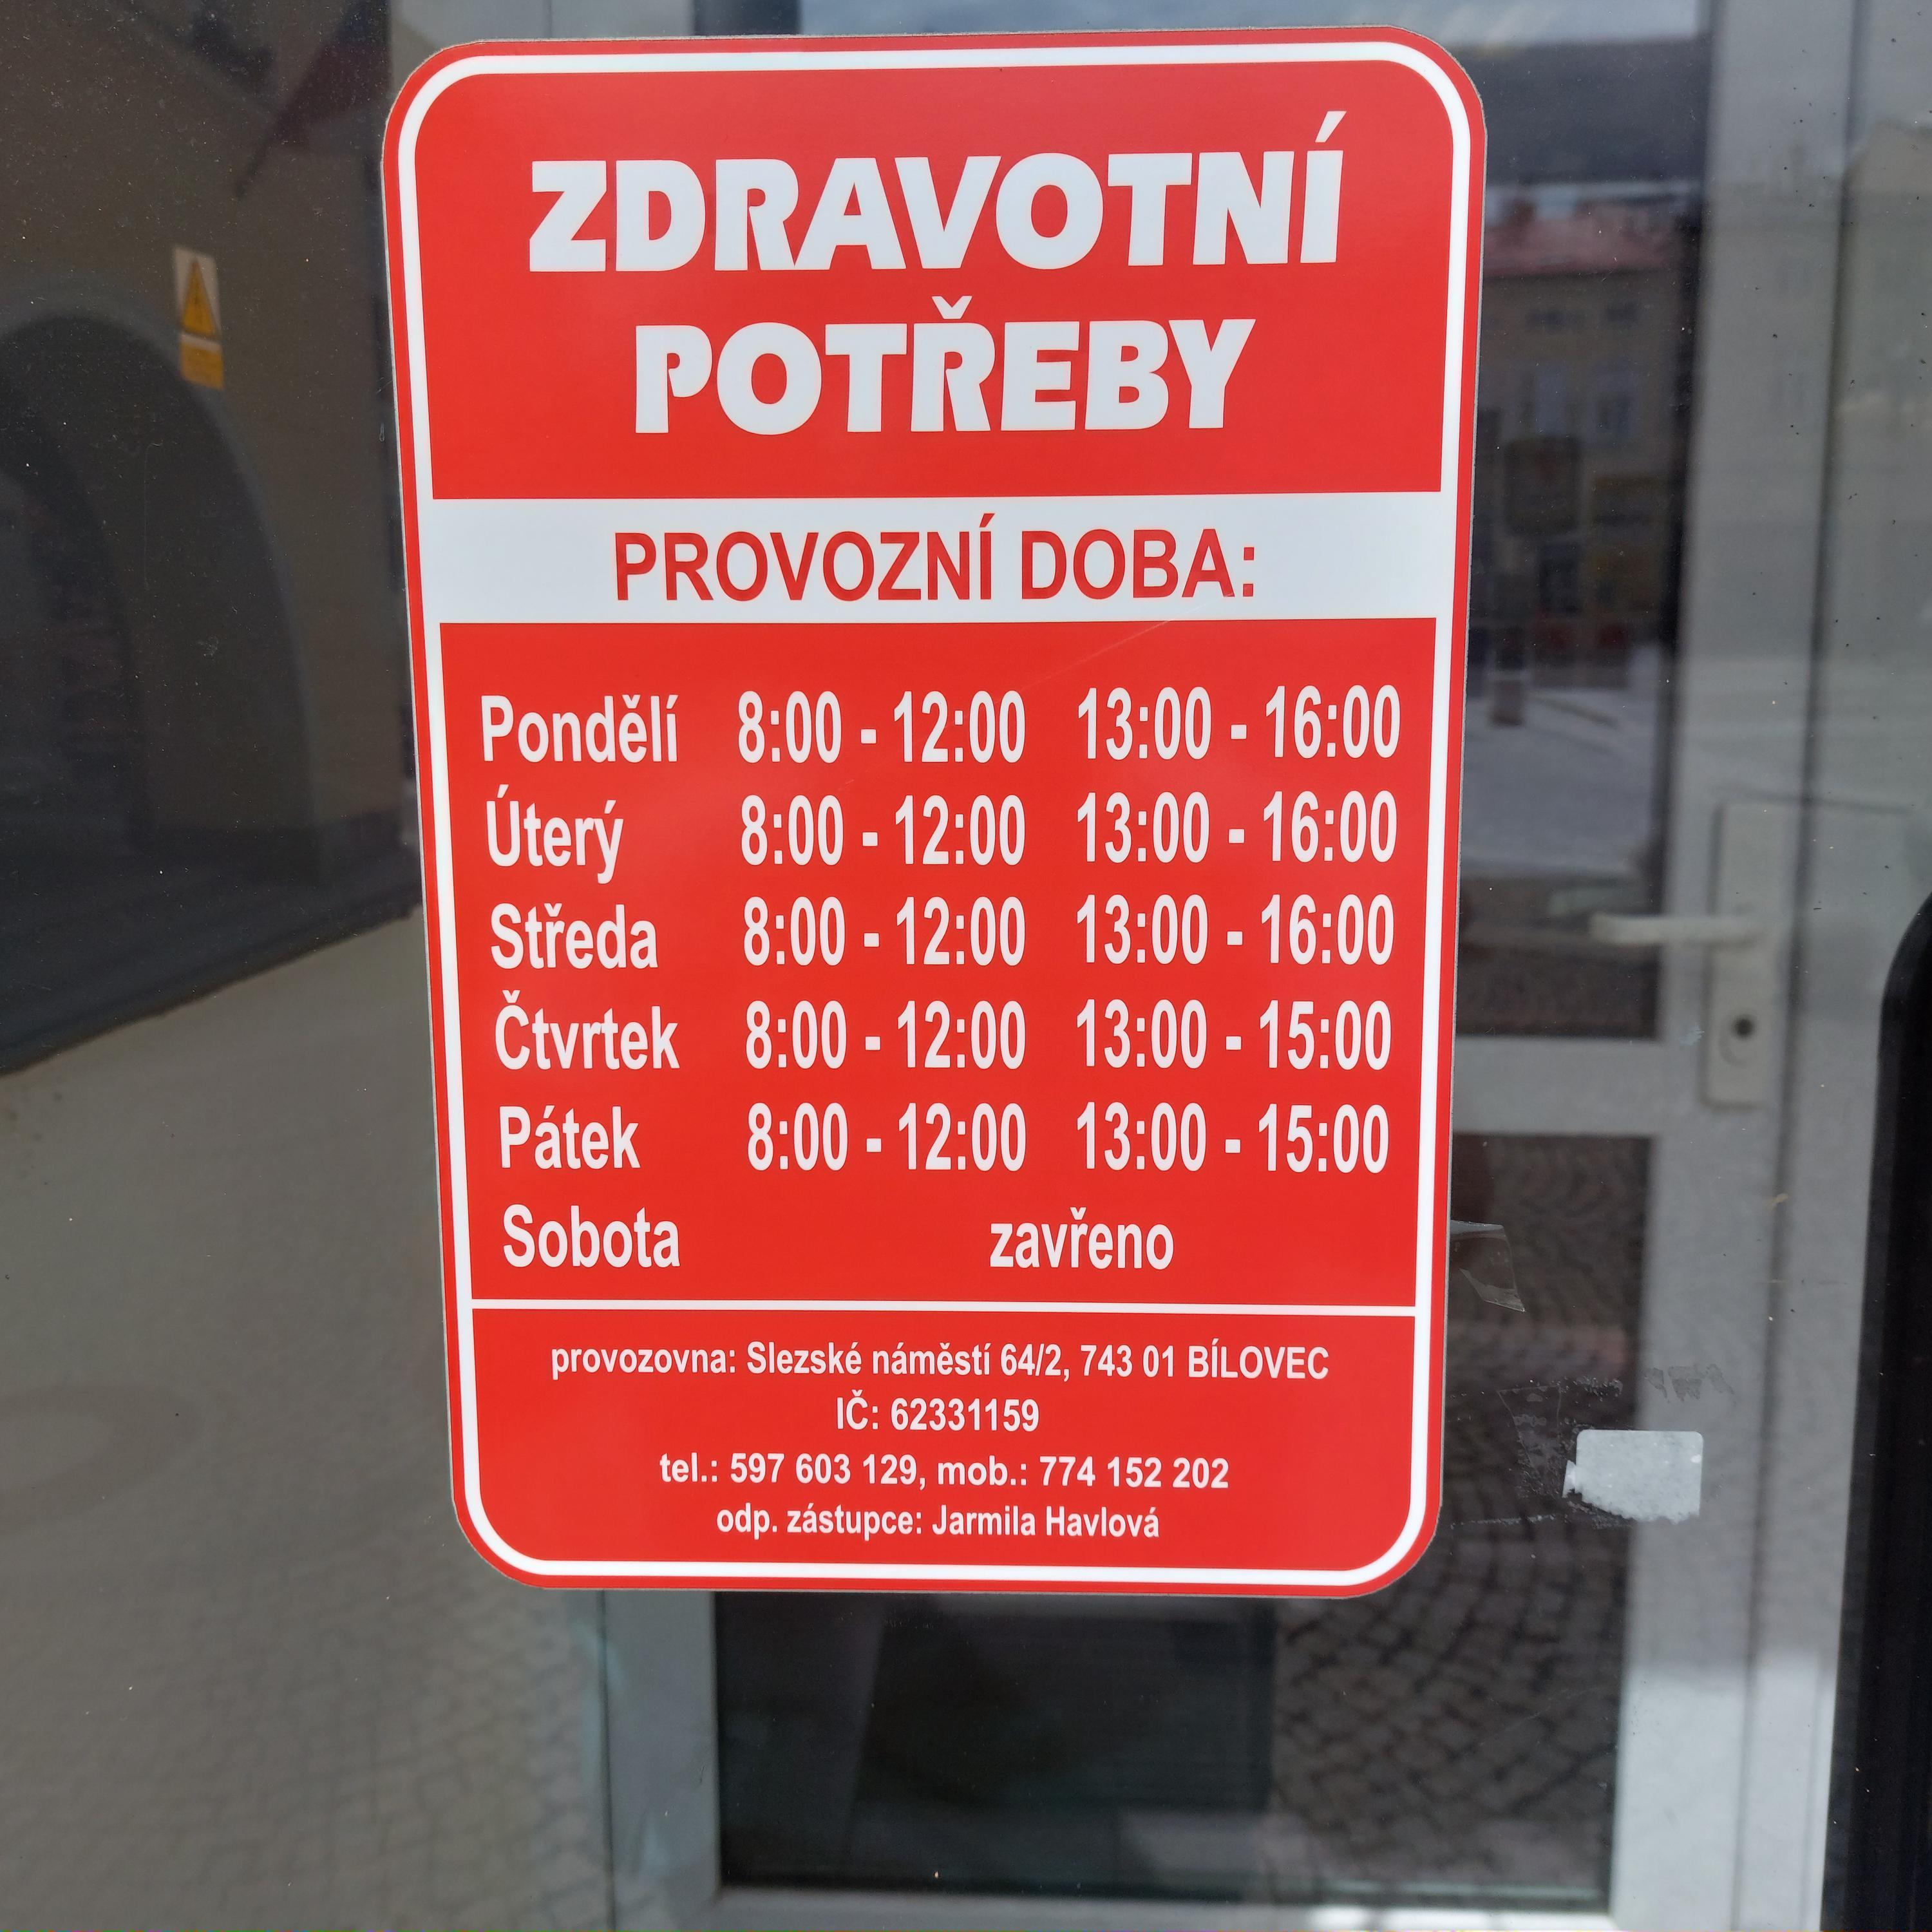 ZDRAVOTNÍ
POTŘEBY
PROVOZNÍ DOBA:
Pondělí 8:00 - 12:00 13:00 - 16:00
Úterý 8:00 - 12:00 13:00 - 16:00
Středa 8:00 - 12:00 13:00 - 16:00
Čtvrtek 8:00 - 12:00 13:00 - 15:00
Pátek 8:00 - 12:00 13:00 - 15:00
Sobota zavřeno
provozovna: Slezské náměstí 64/2, 743 01 BÍLOVEC
IČ: 62331159
tel.: 597 603 129, mob.: 774 152 202
odp. zástupce: Jarmila Havlová